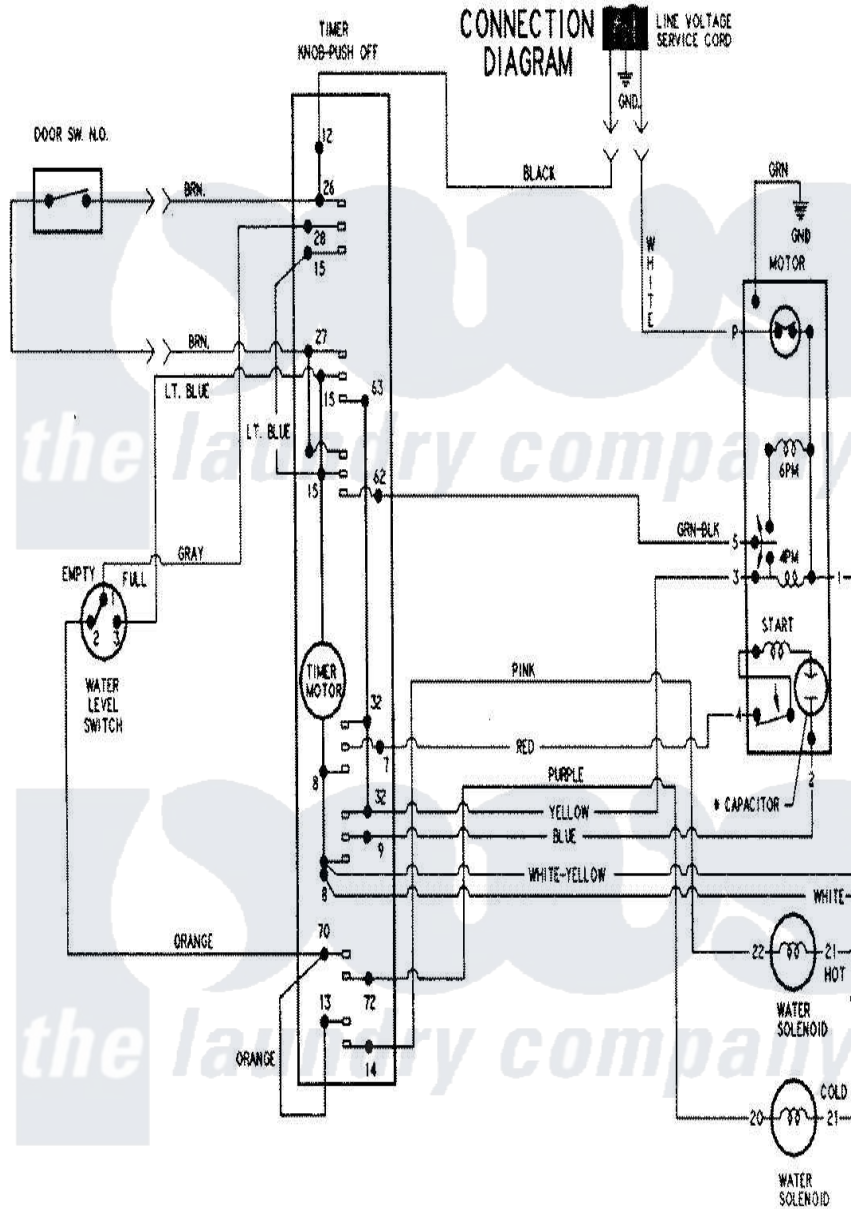 CONNECTION
DIAGRAM
LINE VOLTAGE
SERVICE CORD
GND.
TIMER
KNOB-PUSH OFF
DOOR SW. N.O.
12
BRN.
26
28
15
BLACK
WHITE
GRN
GND
MOTOR
P
BRN.
27
LT. BLUE
15
63
LT. BLUE
the laundry company
6PM
15
62
GRN-BLK
5
4PM
3
1
GRAY
EMPTY
FULL
1
2
3
WATER
LEVEL
SWITCH
START
TIMER
MOTOR
PINK
32
4
RED
7
8
PURPLE
2
* CAPACITOR
32
YELLOW
BLUE
9
WHITE-YELLOW
8
WHITE
ORANGE
70
22
21
HOT
72
WATER
SOLENOID
13
the laundry company
ORANGE
14
COLD
20
21
WATER
SOLENOID